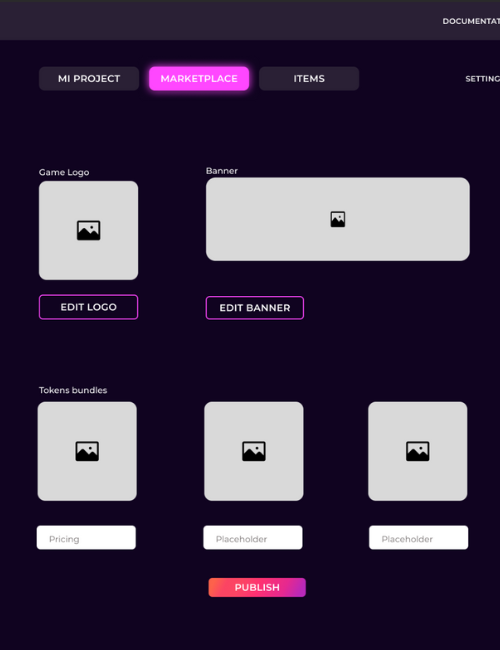 DOCUMENTAT
MI PROJECT
MARKETPLACE
ITEMS
SETTING
Game Logo
Banner
EDIT LOGO
EDIT BANNER
Tokens bundles
Pricing
Placeholder
Placeholder
PUBLISH